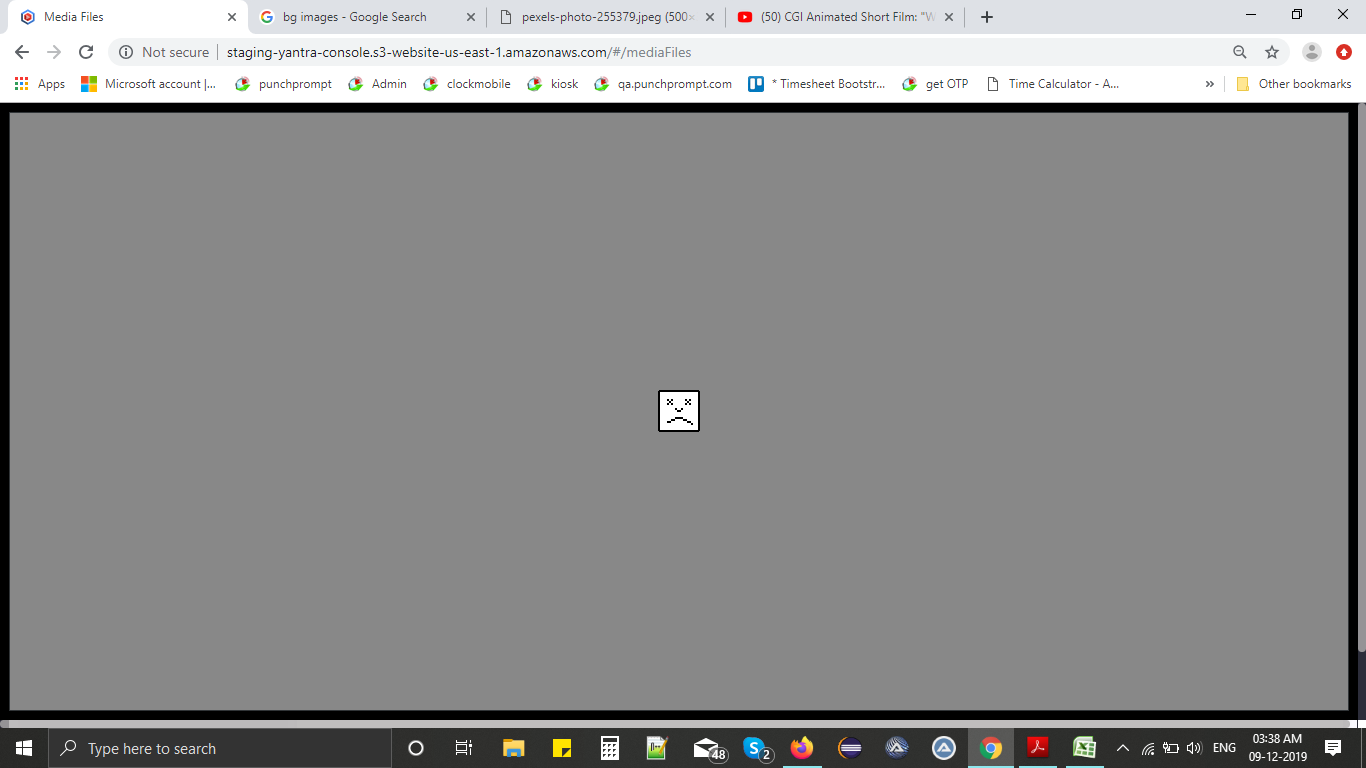 Media Files
bg images - Google Search
pexels-photo-255379.jpeg (500×
(50) CGI Animated Short Film: "W
Not secure
staging-yantra-console.s3-website-us-east-1.amazonaws.com/#/mediaFiles
Apps
Microsoft account |...
punchprompt
Admin
clockmobile
kiosk
qa.punchprompt.com
* Timesheet Bootstr...
get OTP
Time Calculator - A...
»
Other bookmarks
Type here to search
48
S 2
ENG
03:38 AM
09-12-2019